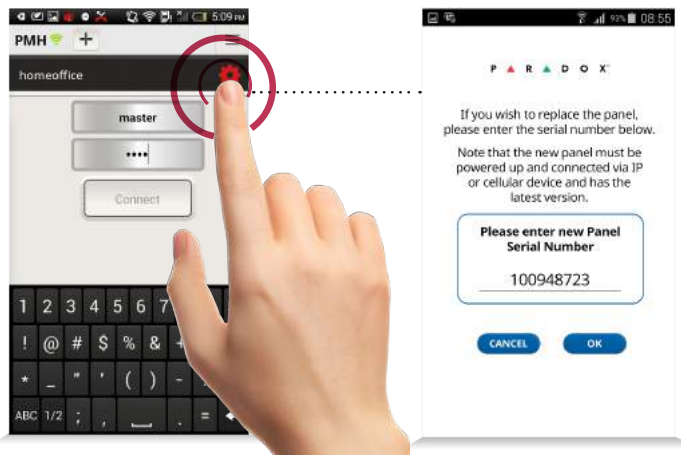 5:09 PM
PMH
homeoffice
master
Connect
1 2 3 4 5 6 7
! @ # $ % & +
* _ " ' ( ) -
ABC 1/2 ; , . =
93% 08:55
PARADOX
If you wish to replace the panel,
please enter the serial number below.
Note that the new panel must be
powered up and connected via IP
or cellular device and has the
latest version.
Please enter new Panel
Serial Number
100948723
CANCEL OK